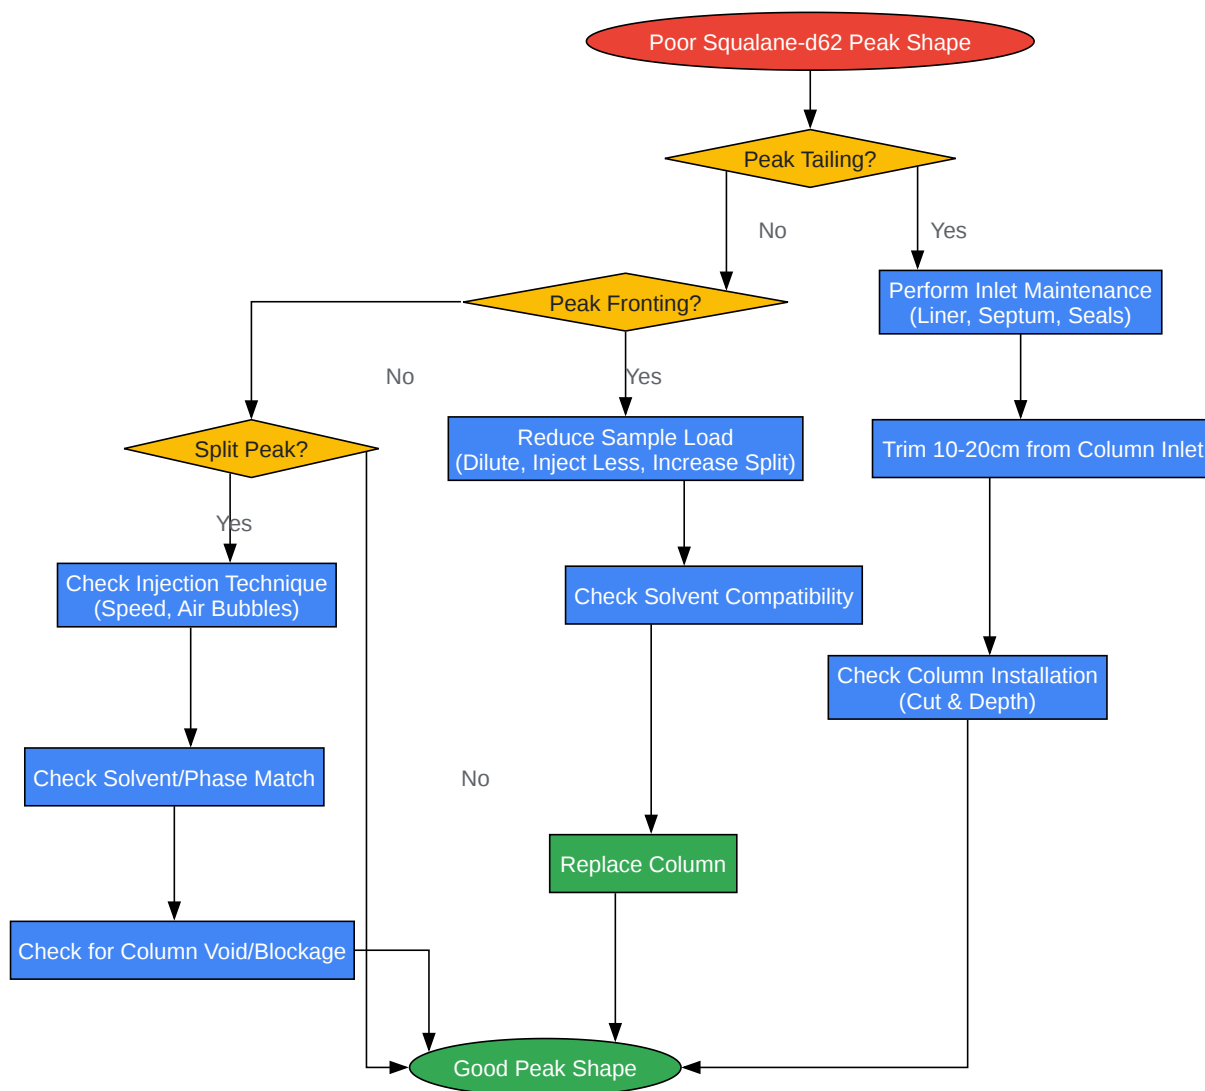 Poor Squalane-d62 Peak Shape
Peak Tailing?
No
Yes
Peak Fronting?
Perform Inlet Maintenance
(Liner, Septum, Seals)
No
Yes
Split Peak?
Reduce Sample Load
(Dilute, Inject Less, Increase Split)
Trim 10-20cm from Column Inlet
Yes
Check Injection Technique
(Speed, Air Bubbles)
Check Solvent Compatibility
Check Column Installation
(Cut & Depth)
Check Solvent/Phase Match
No
Replace Column
Check for Column Void/Blockage
Good Peak Shape